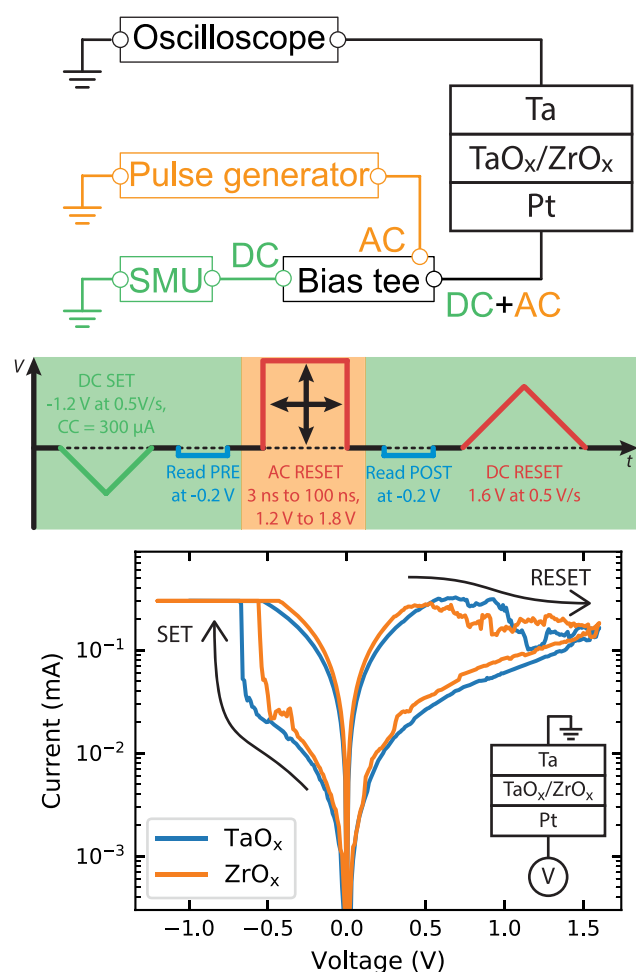 Oscilloscope
Ta
TaOₓ/ZrOₓ
Pt
Pulse generator
AC
DC
SMU
Bias tee
DC+AC
V
DC SET
-1.2 V at 0.5V/s,
CC = 300 µA
Read PRE
at -0.2 V
AC RESET
3 ns to 100 ns,
1.2 V to 1.8 V
Read POST
at -0.2 V
DC RESET
1.6 V at 0.5 V/s
t
RESET
SET
10⁻¹
10⁻²
10⁻³
Current (mA)
Ta
TaOₓ/ZrOₓ
Pt
V
TaOₓ
ZrOₓ
−1.0
−0.5
0.0
0.5
1.0
1.5
Voltage (V)